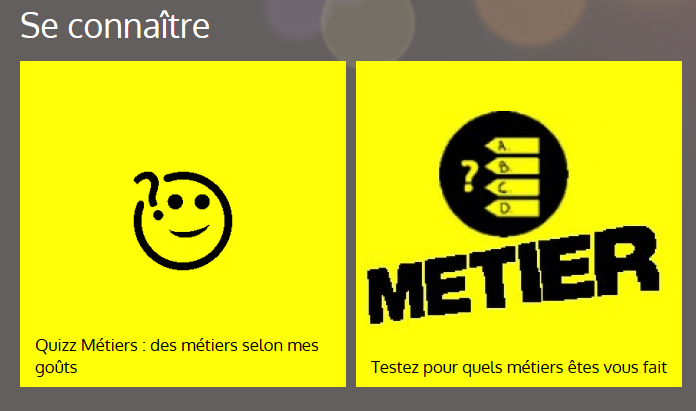 Se connaître
?
Quizz Métiers : des métiers selon mes
goûts
?
A.
B.
C.
D.
METIER
Testez pour quels métiers êtes vous fait